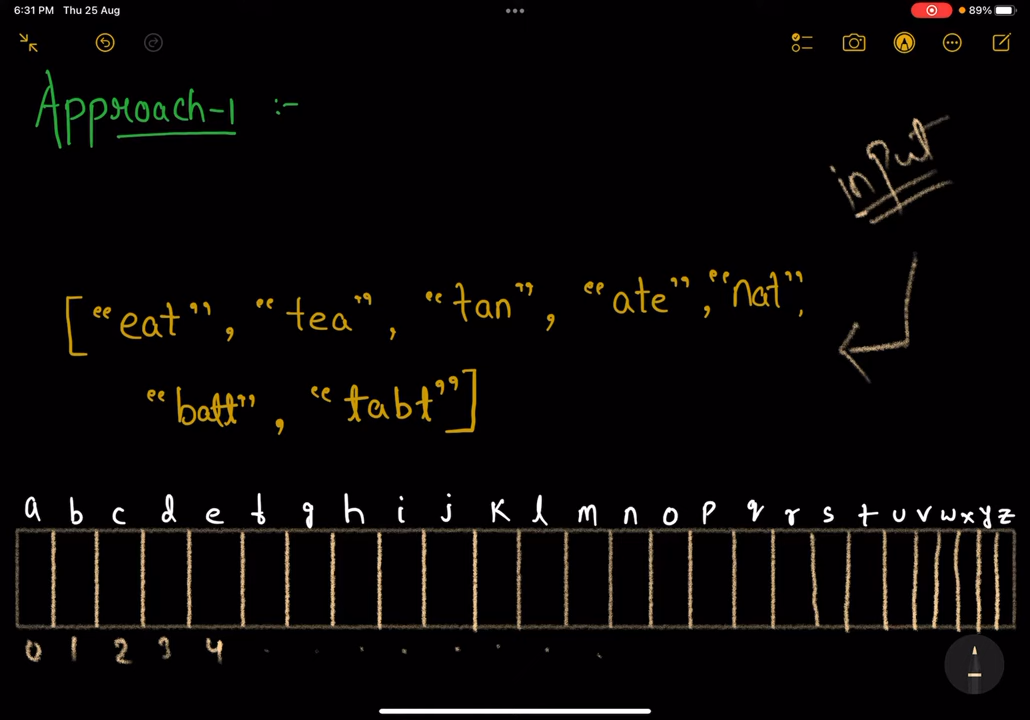 6:31 PM Thu 25 Aug
89%
Approach-1 :-
input
[“eat”, “tea”, “tan”, “ate”, “nat”,
“batt”, “tabt”]
a b c d e f g h i j k l m n o p q r s t u v w x y z
0 1 2 3 4 . . . . . . . .